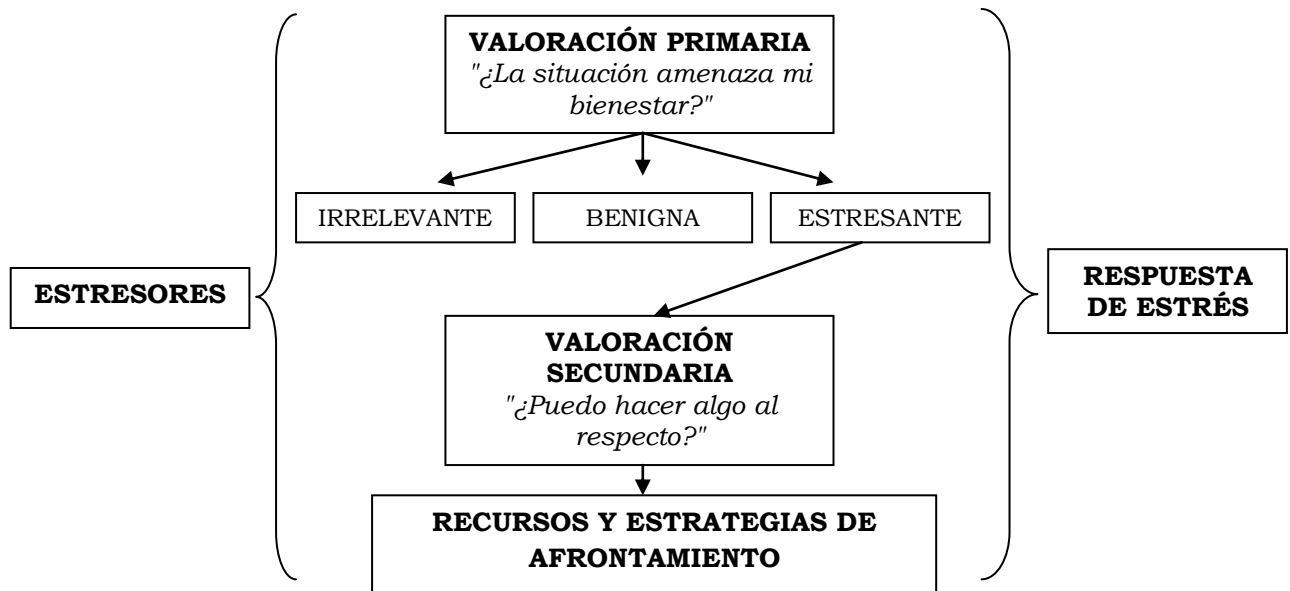 VALORACIÓN PRIMARIA
"¿La situación amenaza mi
bienestar?"
IRRELEVANTE
BENIGNA
ESTRESANTE
ESTRESORES
RESPUESTA
DE ESTRÉS
VALORACIÓN
SECUNDARIA
"¿Puedo hacer algo al
respecto?"
RECURSOS Y ESTRATEGIAS DE
AFRONTAMIENTO